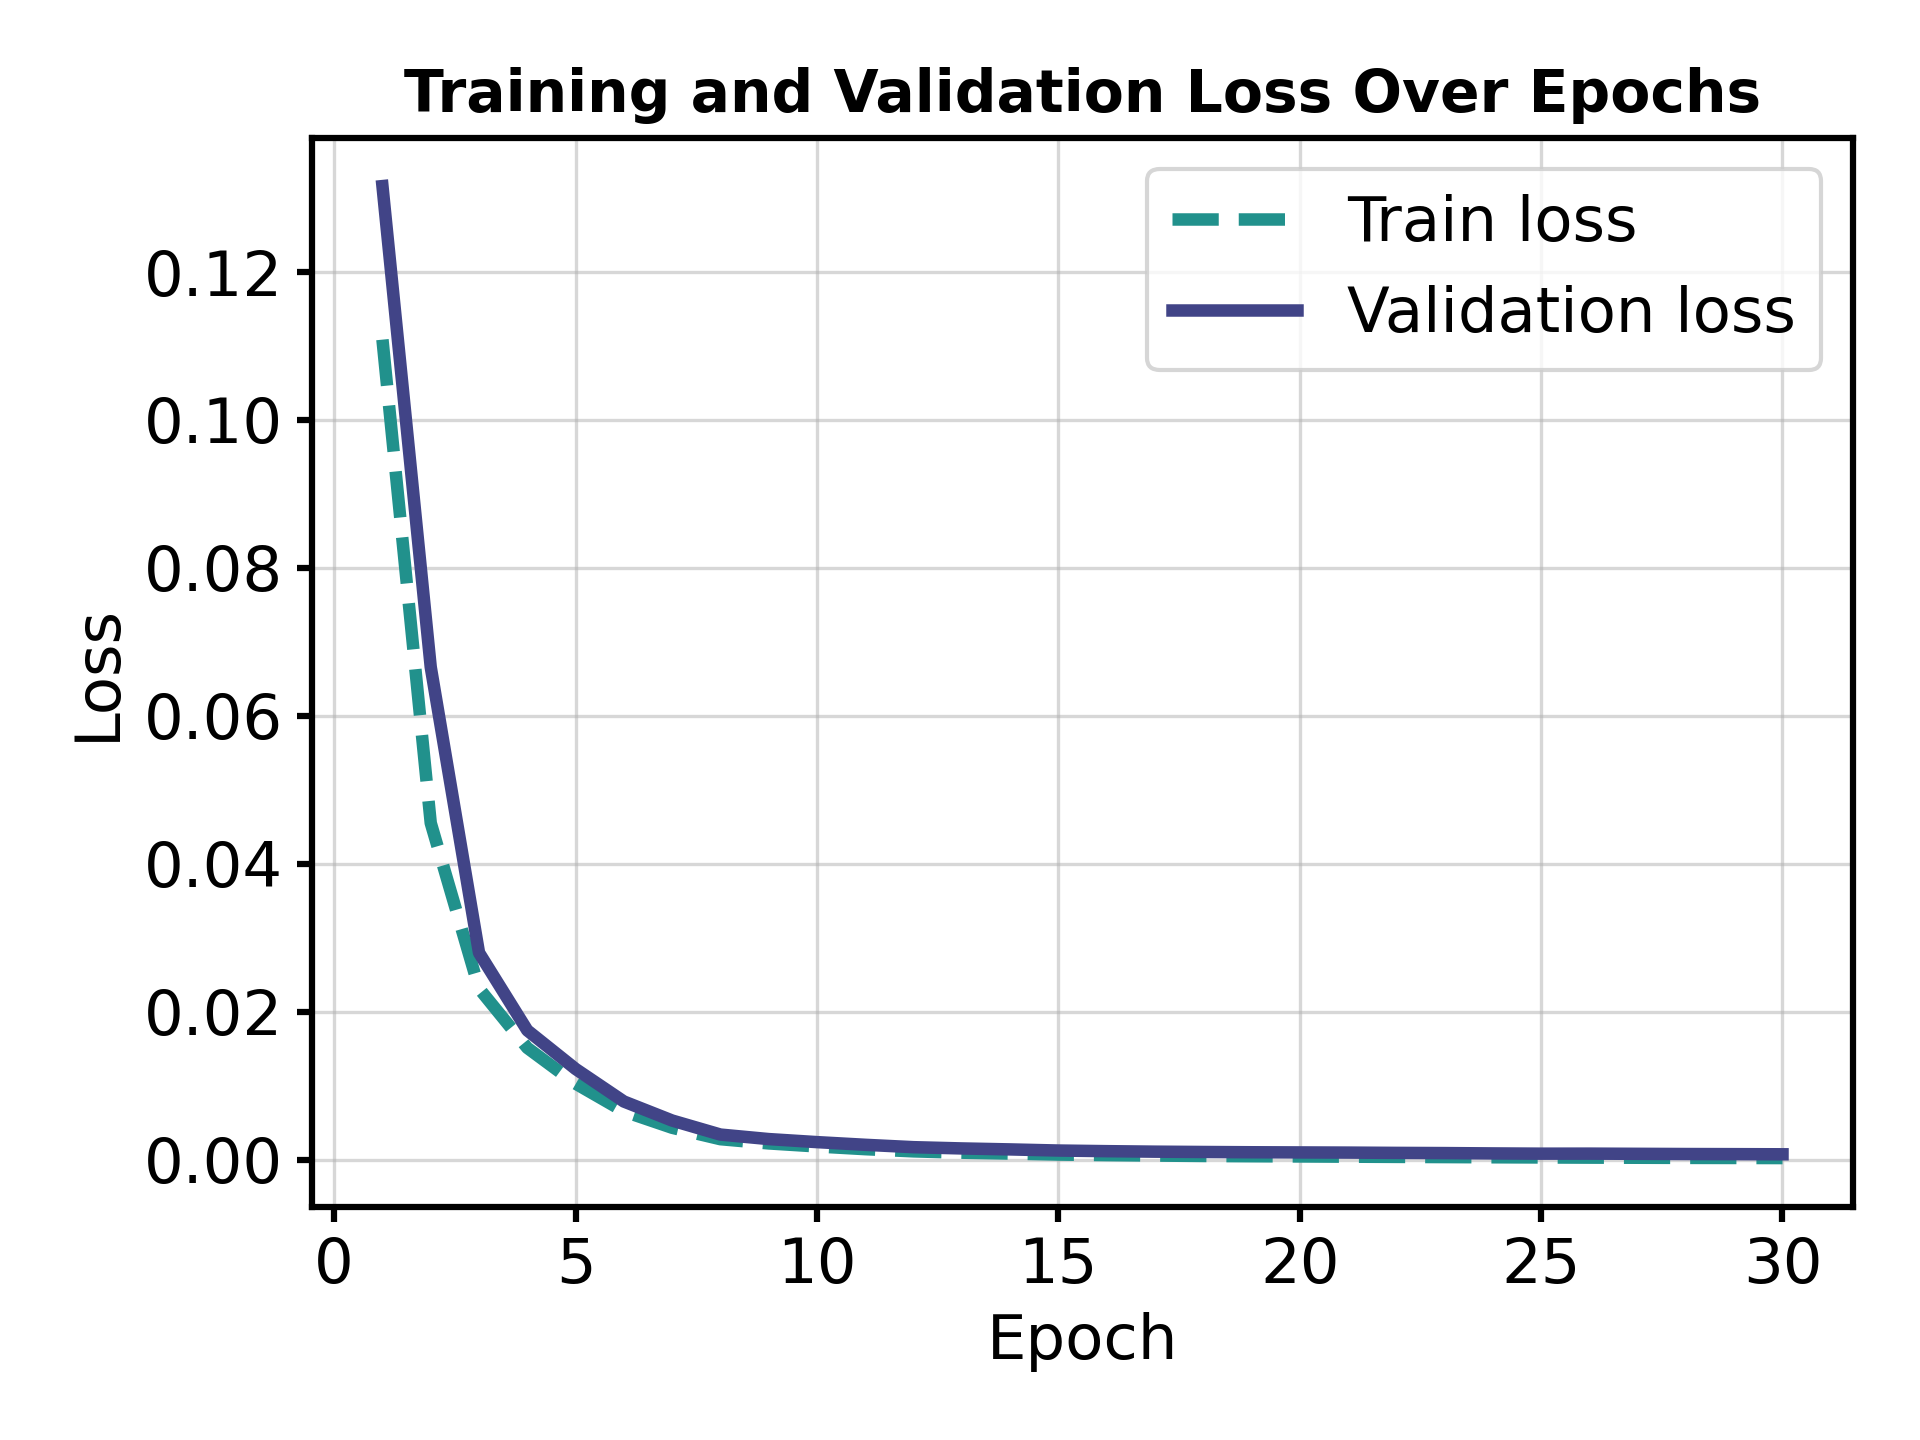 Training and Validation Loss Over Epochs
Train loss
Validation loss
Loss
0.12
0.10
0.08
0.06
0.04
0.02
0.00
0 5 10 15 20 25 30
Epoch